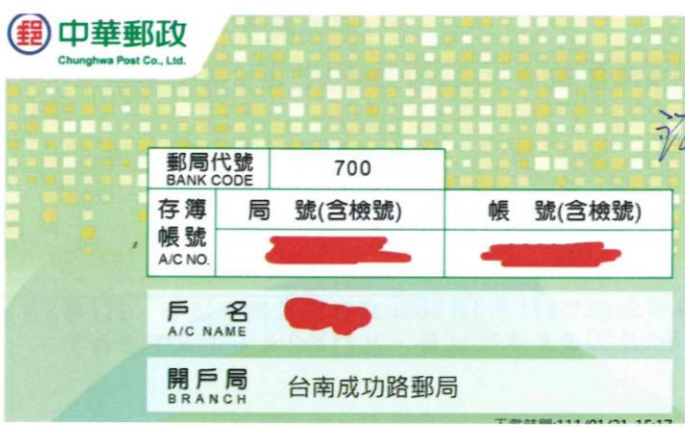 中華郵政
Chunghwa Post Co., Ltd.
郵局代號 700
BANK CODE
存簿 局 號(含檢號) 帳 號(含檢號)
帳號
A/C NO.
戶 名
A/C NAME
開戶局 台南成功路郵局
BRANCH